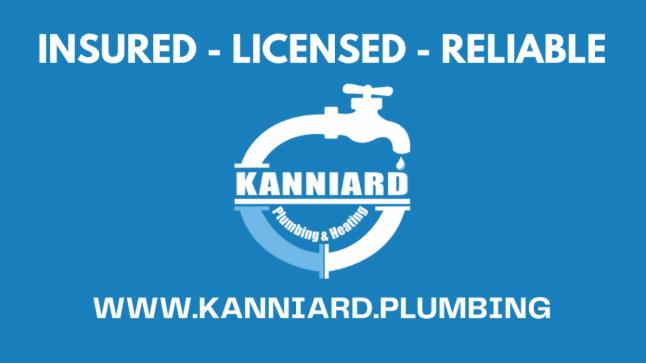 INSURED - LICENSED - RELIABLE
KANNIARD
Plumbing & Heating
WWW.KANNIARD.PLUMBING